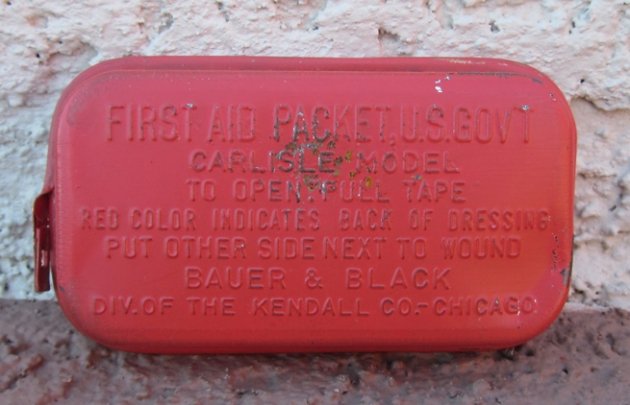 FIRST AID PACKET, U.S. GOV'T
CARLISLE MODEL
TO OPEN: PULL TAPE
RED COLOR INDICATES BACK OF DRESSING
PUT OTHER SIDE NEXT TO WOUND
BAUER & BLACK
DIV. OF THE KENDALL CO.-CHICAGO